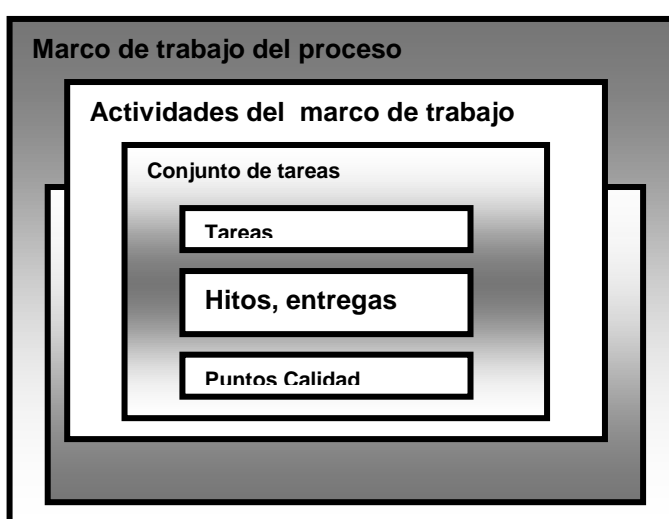 Marco de trabajo del proceso
Actividades del marco de trabajo
Conjunto de tareas
Tareas
Hitos, entregas
Puntos Calidad